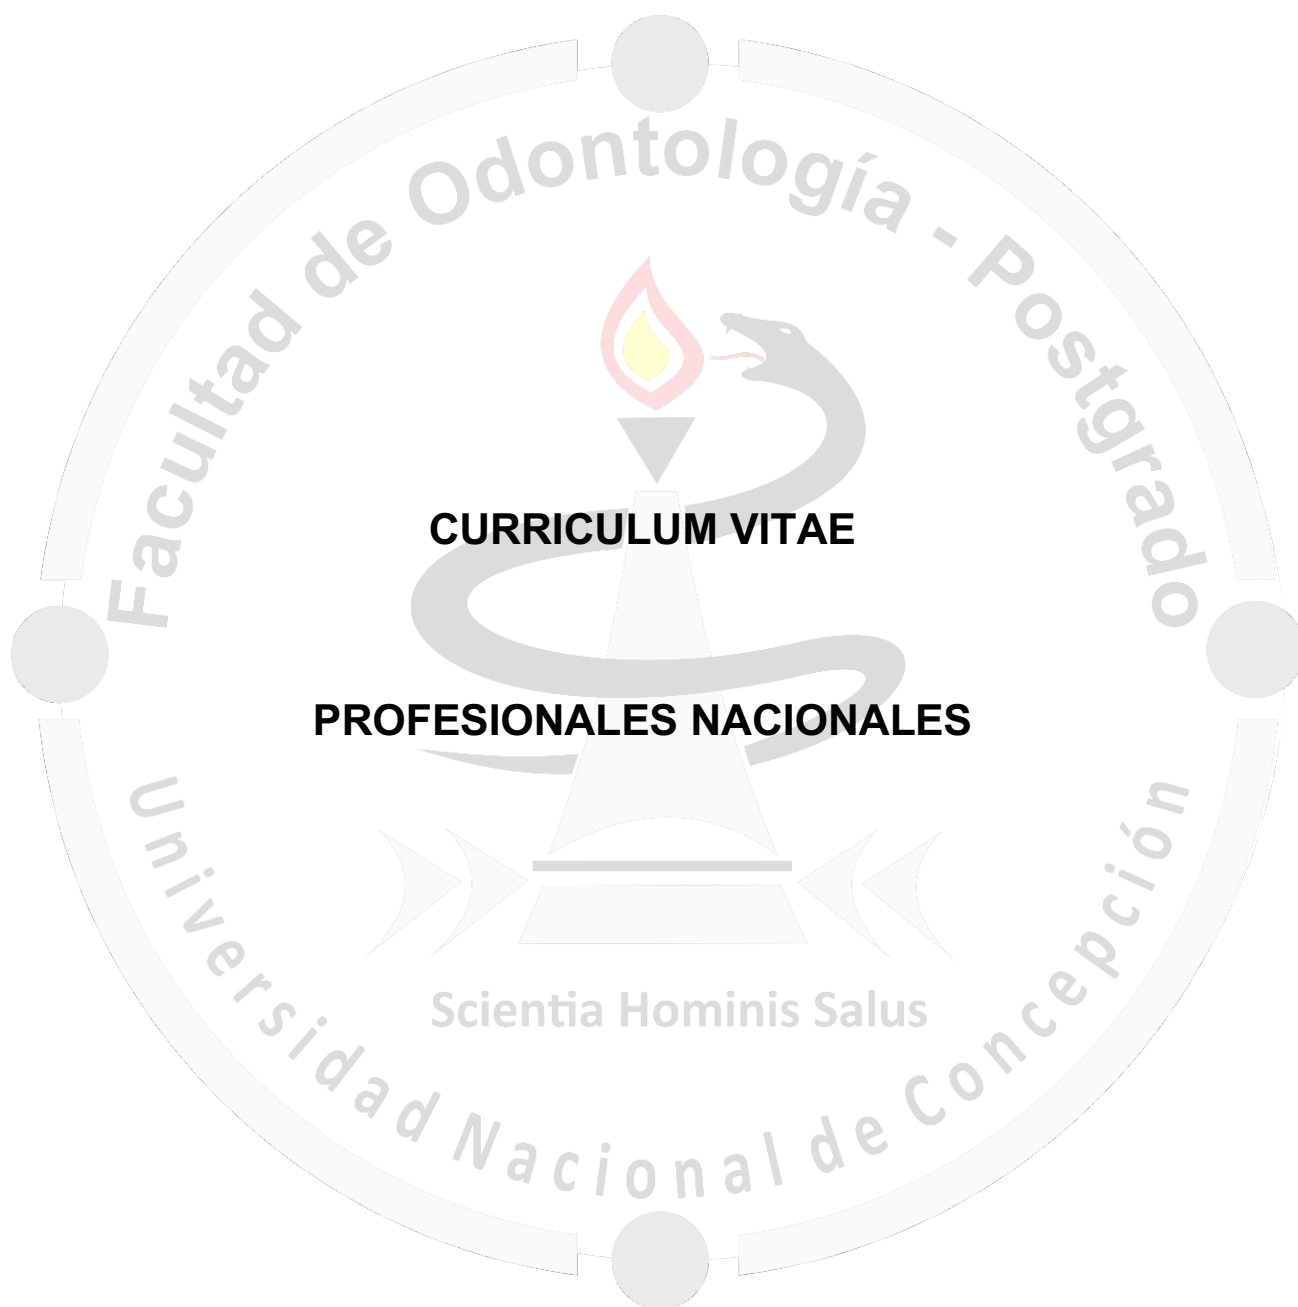 Facultad de Odontología - Postgrado
CURRICULUM VITAE
PROFESIONALES NACIONALES
Scientia Hominis Salus
Universidad Nacional de Concepción